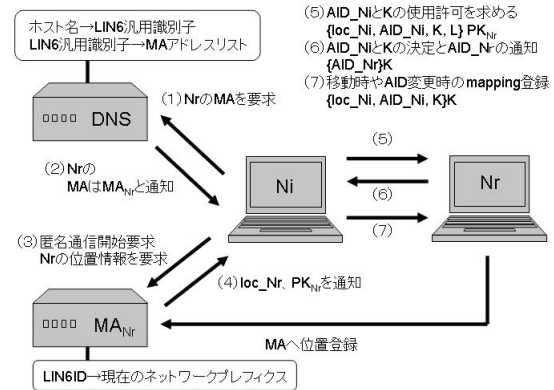 ホスト名→LIN6汎用識別子
LIN6汎用識別子→MAアドレスリスト
DNS
(1)NrのMAを要求
(2)Nrの
MAはMA_Nrと通知
(3)匿名通信開始要求
Nrの位置情報を要求
(4)loc_Nr、PK_Nrを通知
MA_Nr
LIN6ID→現在のネットワークプレフィクス
MAへ位置登録
Ni
Nr
(5)
(6)
(7)
(5)AID_NiとKの使用許可を求める
{loc_Ni, AID_Ni, K, L} PK_Nr
(6)AID_NiとKの決定とAID_Nrの通知
{AID_Nr}K
(7)移動時やAID変更時のmapping登録
{loc_Ni, AID_Ni, K}K